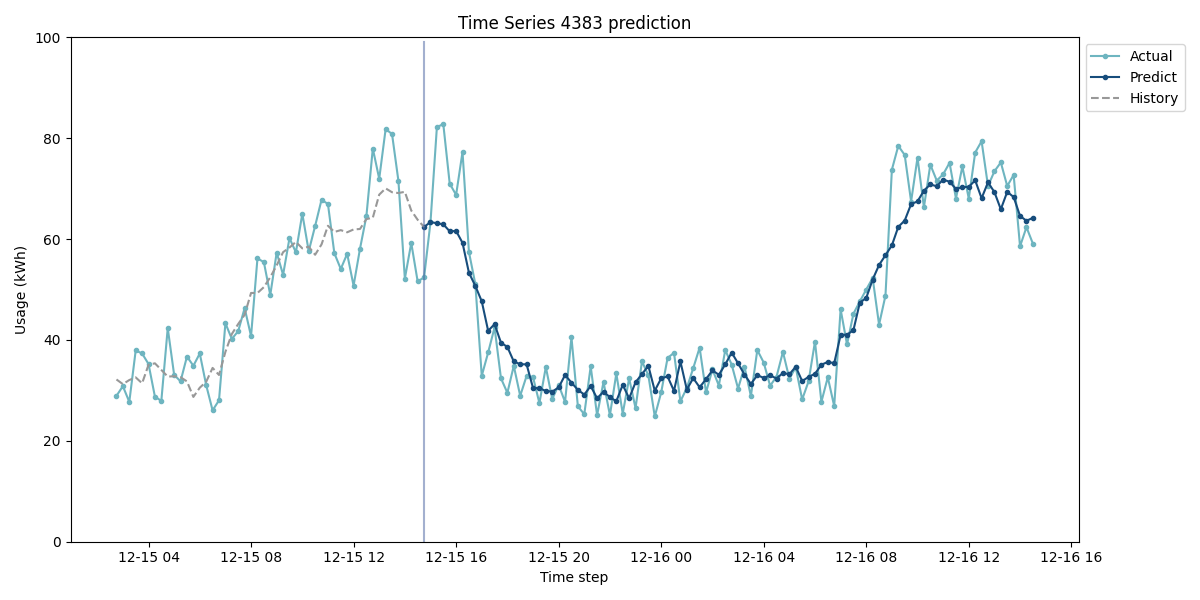 Time Series 4383 prediction
Actual
Predict
History
Usage (kWh)
100
80
60
40
20
0
12-15 04
12-15 08
12-15 12
12-15 16
12-15 20
12-16 00
12-16 04
12-16 08
12-16 12
12-16 16
Time step